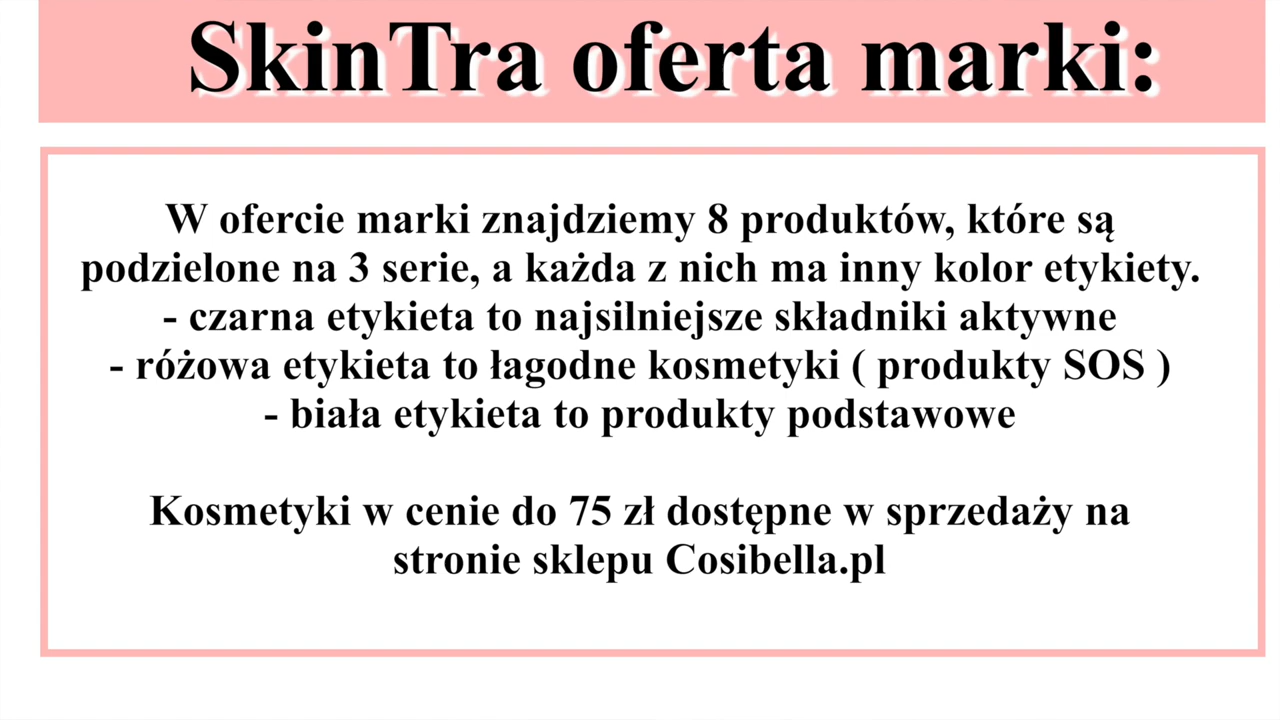 SkinTra oferta marki:
W ofercie marki znajdziemy 8 produktów, które są
podzielone na 3 serie, a każda z nich ma inny kolor etykiety.
- czarna etykieta to najsilniejsze składniki aktywne
- różowa etykieta to łagodne kosmetyki ( produkty SOS )
- biała etykieta to produkty podstawowe
Kosmetyki w cenie do 75 zł dostępne w sprzedaży na
stronie sklepu Cosibella.pl